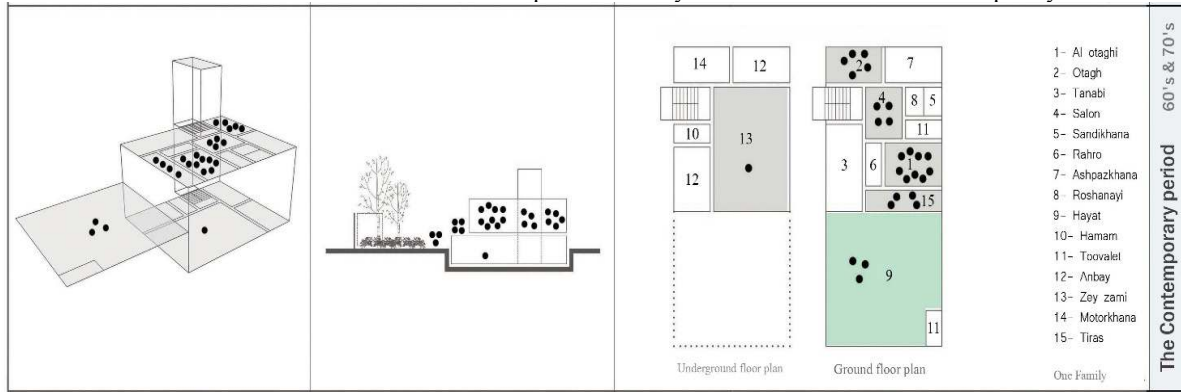 14
12
10
12
13
Underground floor plan
2
7
4
8
5
11
3
6
1
15
9
11
Ground floor plan
1- Al otaghi
2- Otagh
3- Tanabi
4- Salon
5- Sandikhana
6- Rahro
7- Ashpazkhana
8- Roshanayi
9- Hayat
10- Hamam
11- Toovalet
12- Anbay
13- Zey zami
14- Motorkhana
15- Tiras
One Family
The Contemporary period 60's & 70's